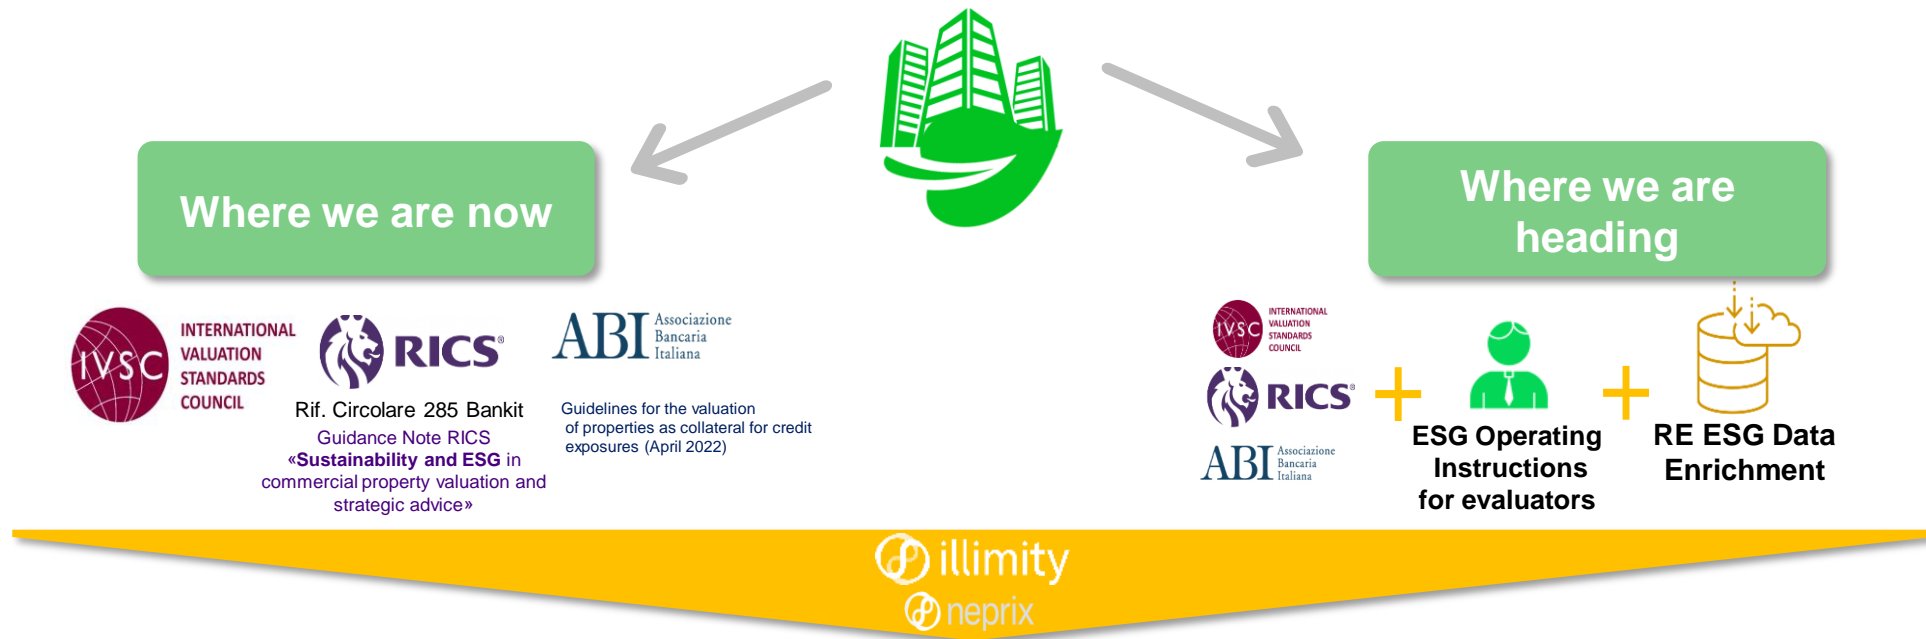 Where we are now
Where we are
heading
IVSC
INTERNATIONAL
VALUATION
STANDARDS
COUNCIL
RICS®
Rif. Circolare 285 Bankit
Guidance Note RICS
«Sustainability and ESG in
commercial property valuation and
strategic advice»
ABI
Associazione
Bancaria
Italiana
Guidelines for the valuation
of properties as collateral for credit
exposures (April 2022)
IVSC
INTERNATIONAL
VALUATION
STANDARDS
COUNCIL
RICS®
ABI
Associazione
Bancaria
Italiana
+
ESG Operating
Instructions
for evaluators
+
RE ESG Data
Enrichment
illimity
neprix